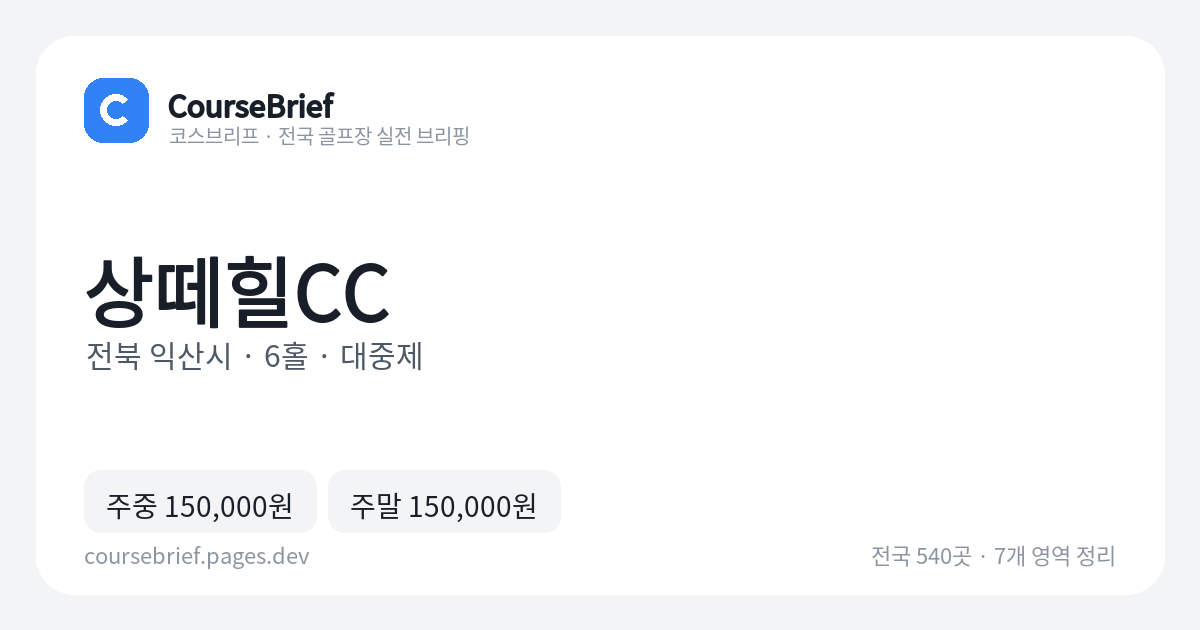 C
CourseBrief
코스브리프 · 전국 골프장 실전 브리핑
상떼힐CC
전북 익산시 · 6홀 · 대중제
주중 150,000원 주말 150,000원
coursebrief.pages.dev
전국 540곳 · 7개 영역 정리